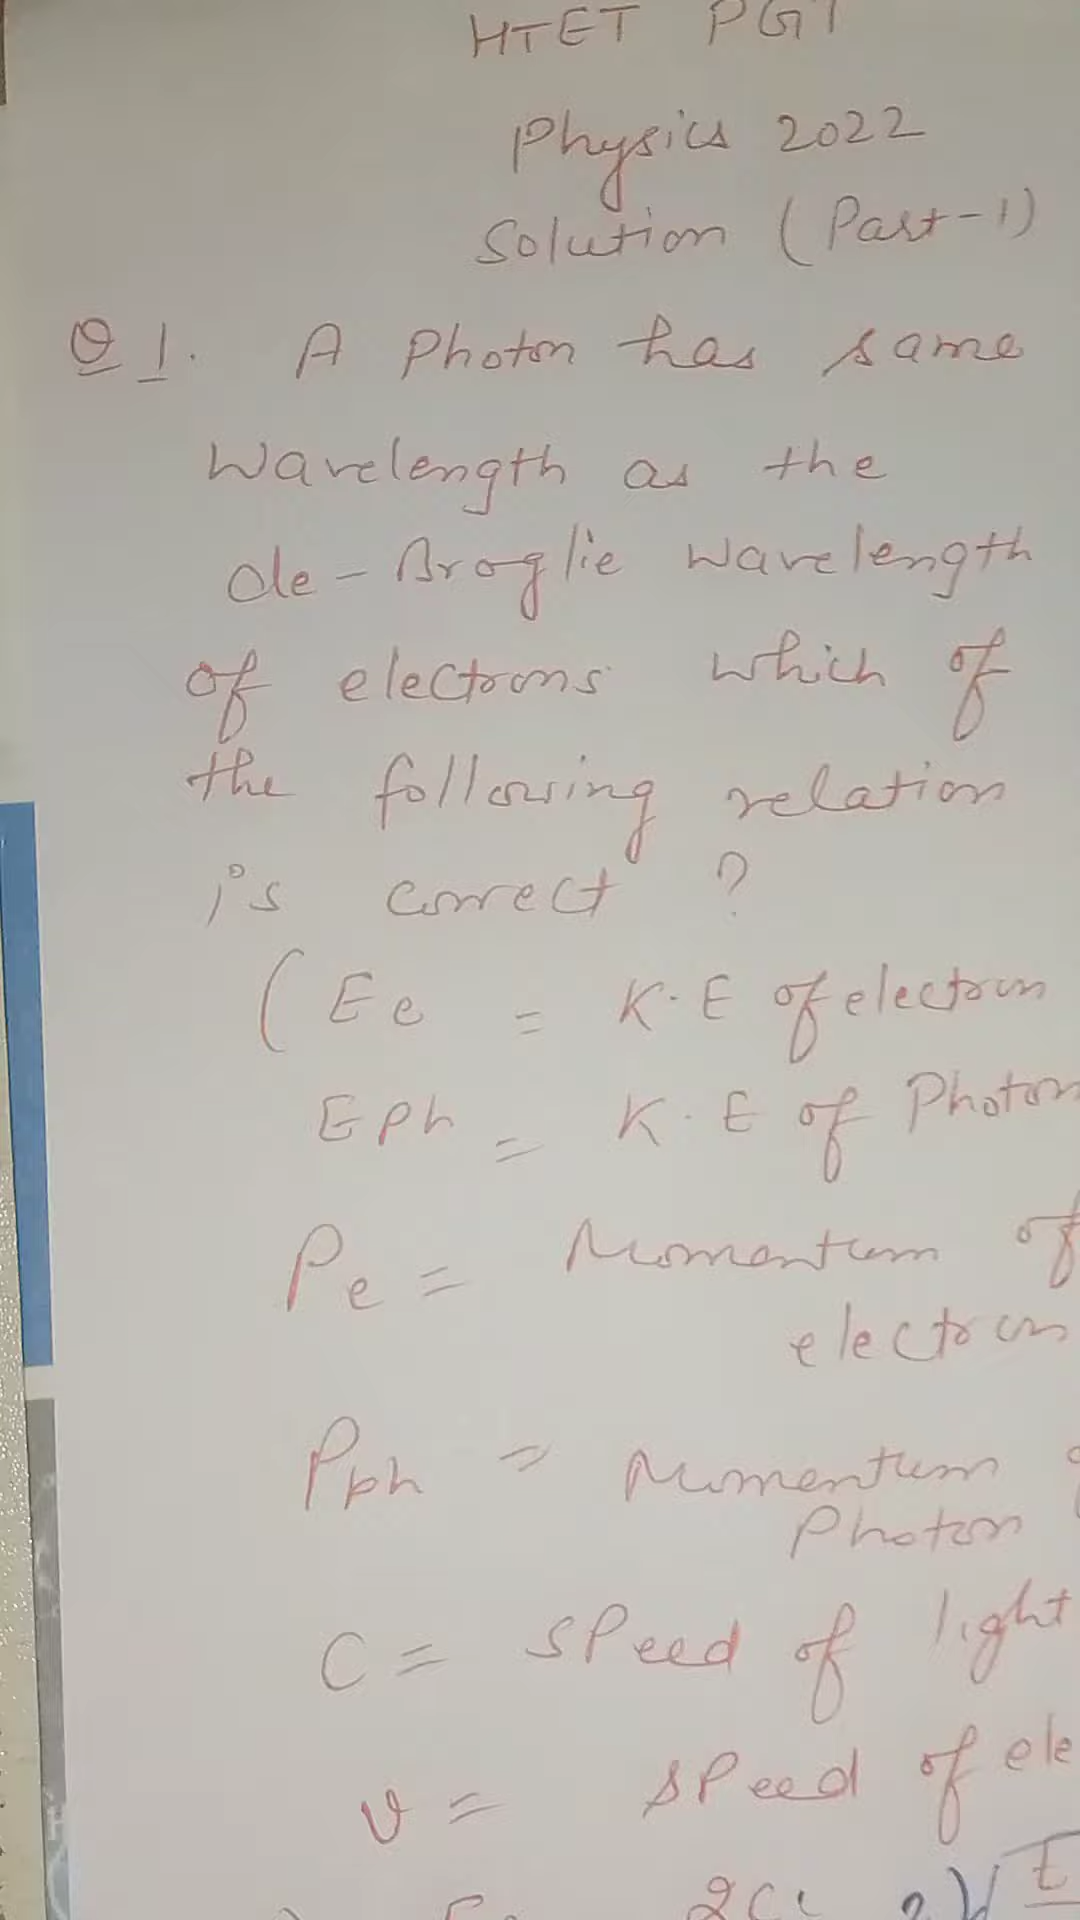 HTET PGT
Physics 2022
Solution (Part-1)
Q 1. A Photon has same
Wavelength as the
de-Broglie wavelength
of electrons which of
the following relation
is correct ?
(Ee = K.E of electron
Eph = K.E of Photon
Pe = Momentum of
electron
Pph = Momentum
Photon
C = Speed of light
v = speed of ele